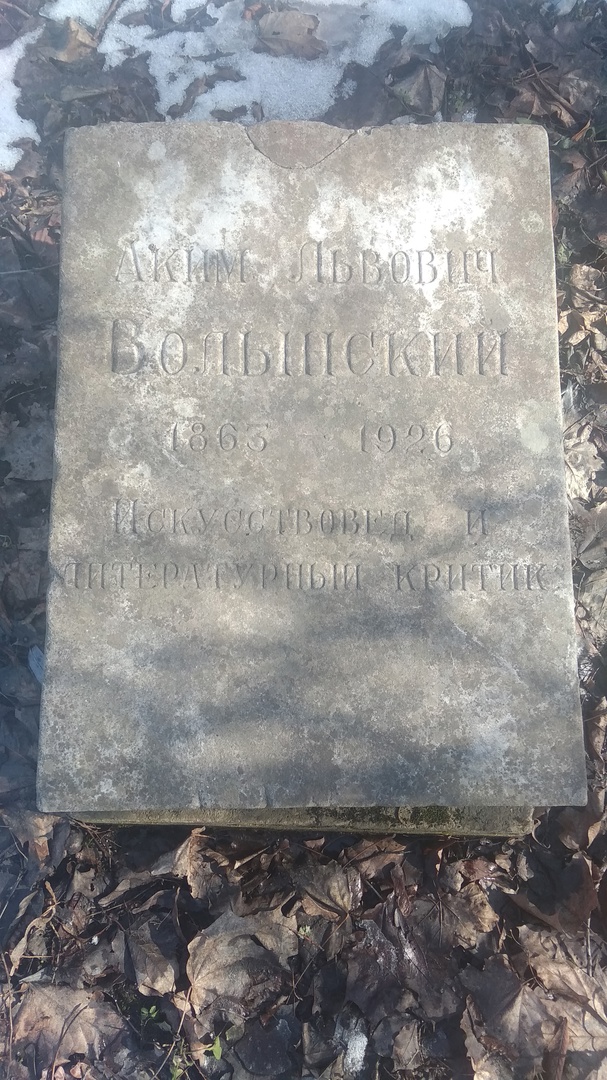 Аким Львович
Волынский
1863 1926
Искусствовед и
литературный критик